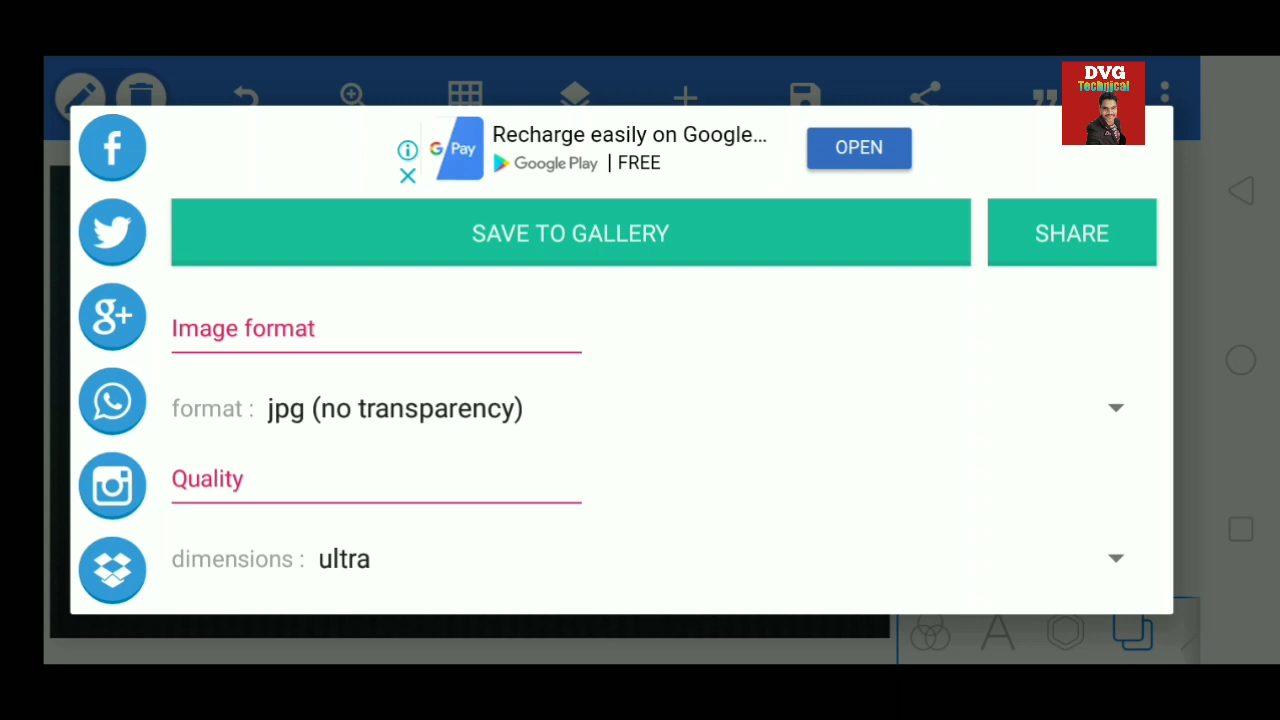 DVG
Technical
Recharge easily on Google...
G Pay
Google Play | FREE
OPEN
SAVE TO GALLERY
SHARE
Image format
format : jpg (no transparency)
Quality
dimensions : ultra